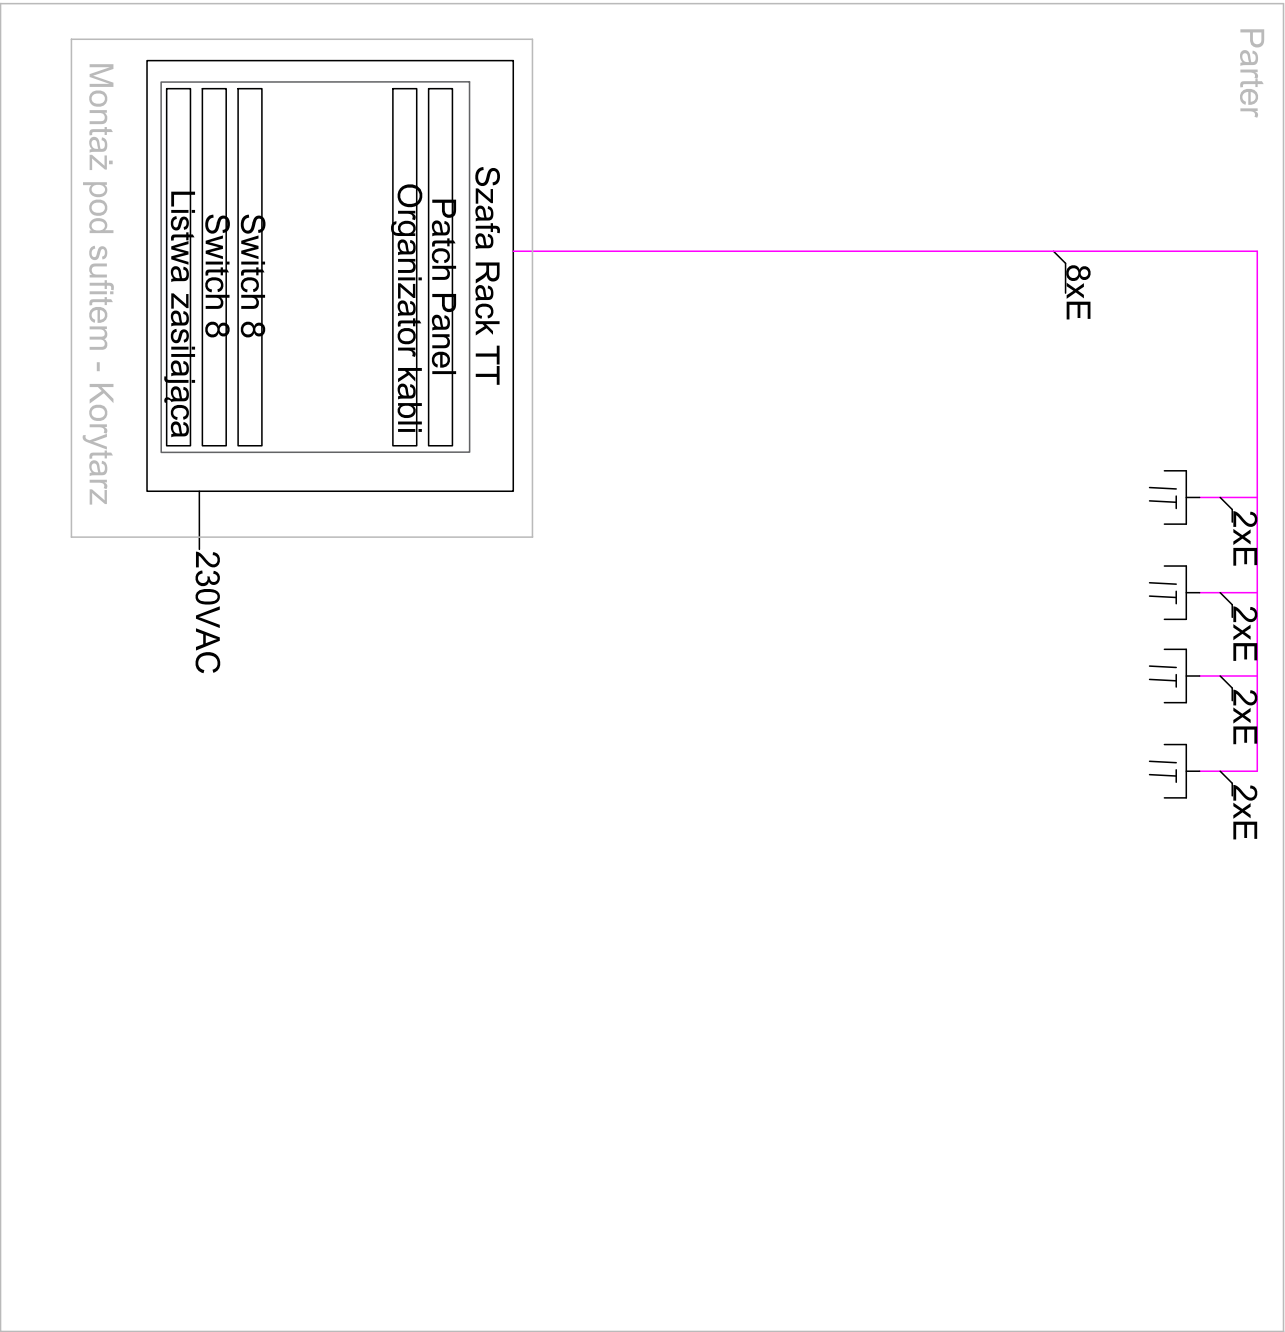 Parter
8xE
2xE
2xE
2xE
2xE
Szafa Rack TT
Patch Panel
Organizator kabli
Switch 8
Switch 8
Listwa zasilająca
230VAC
Montaż pod sufitem - Korytarz